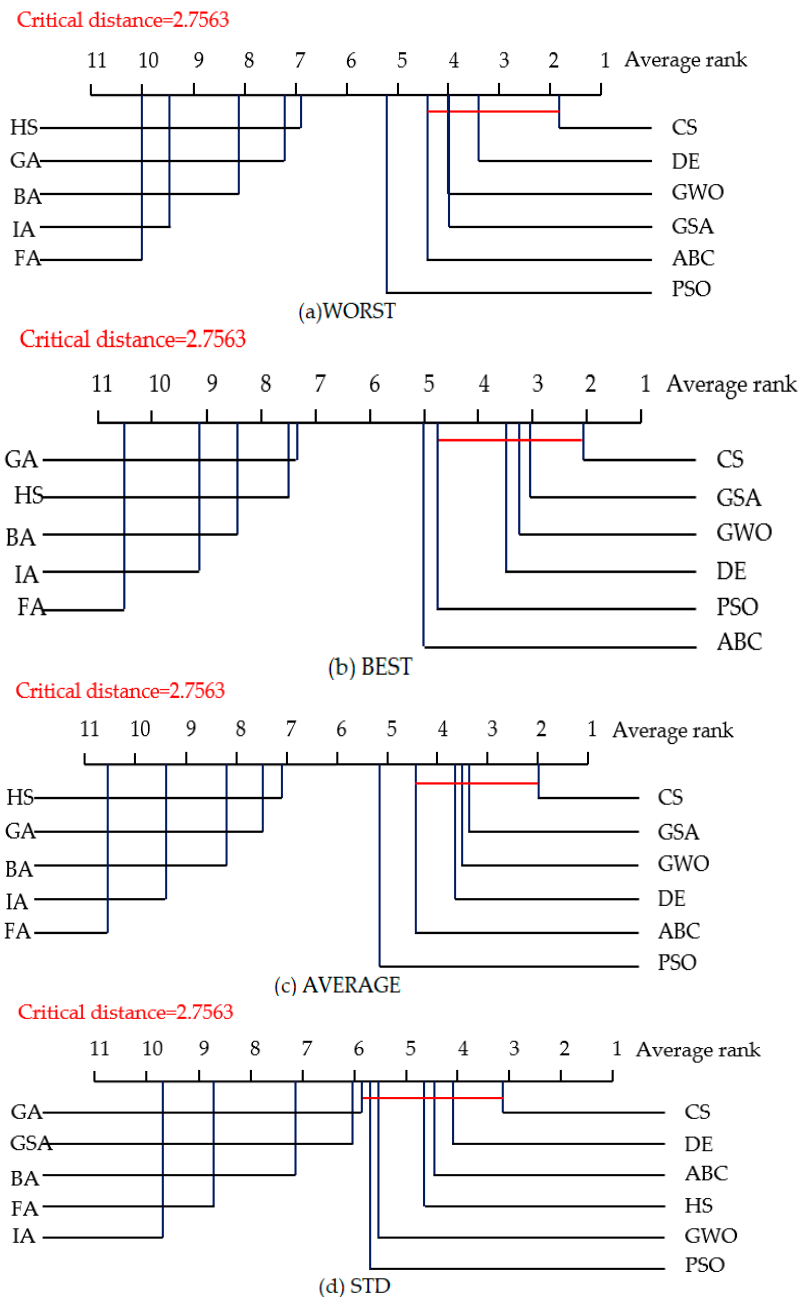 Critical distance=2.7563
11 10 9 8 7 6 5 4 3 2 1 Average rank
HS CS
GA DE
BA GWO
IA GSA
FA ABC
PSO
(a)WORST
Critical distance=2.7563
11 10 9 8 7 6 5 4 3 2 1 Average rank
GA CS
HS GSA
BA GWO
IA DE
FA PSO
ABC
(b) BEST
Critical distance=2.7563
11 10 9 8 7 6 5 4 3 2 1 Average rank
HS CS
GA GSA
BA GWO
IA DE
FA ABC
PSO
(c) AVERAGE
Critical distance=2.7563
11 10 9 8 7 6 5 4 3 2 1 Average rank
GA CS
GSA DE
BA ABC
FA HS
IA GWO
PSO
(d) STD